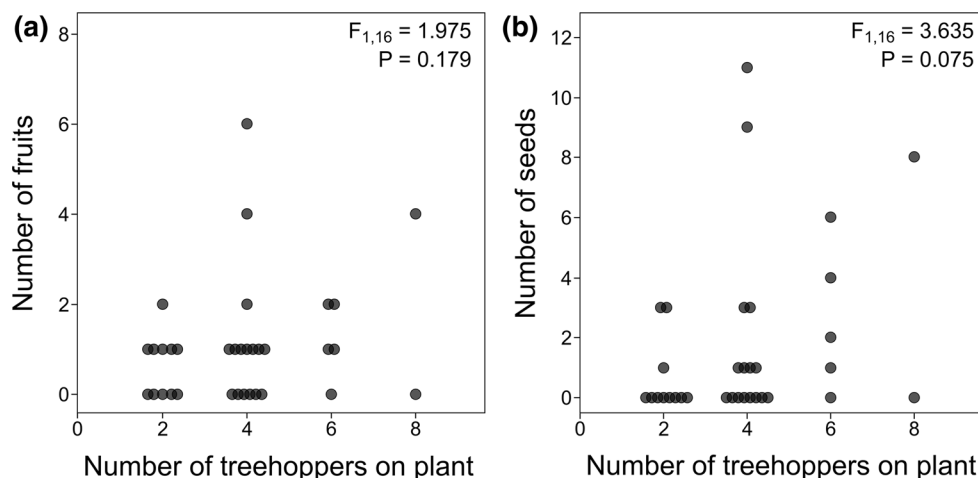 (a)
F1,16 = 1.975
P = 0.179
Number of fruits
8
6
4
2
0
0
2
4
6
8
Number of treehoppers on plant
(b)
F1,16 = 3.635
P = 0.075
Number of seeds
12
10
8
6
4
2
0
0
2
4
6
8
Number of treehoppers on plant